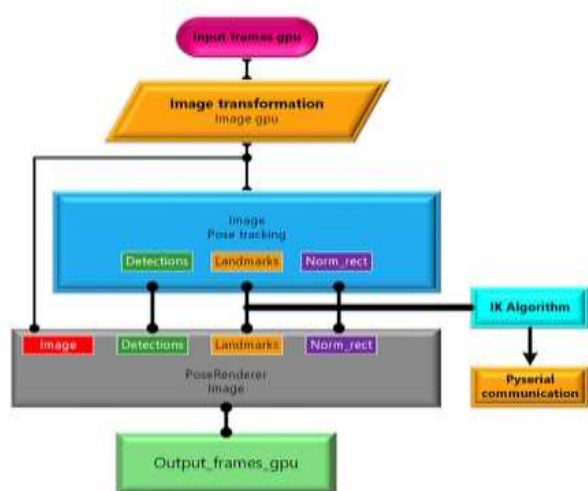 Input frames gpu
Image transformation
Image gpu
Image
Pose tracking
Detections Landmarks Norm_rect
IK Algorithm
Image Detections Landmarks Norm_rect
PoseRenderer
Image
Pyserial
communication
Output_frames_gpu